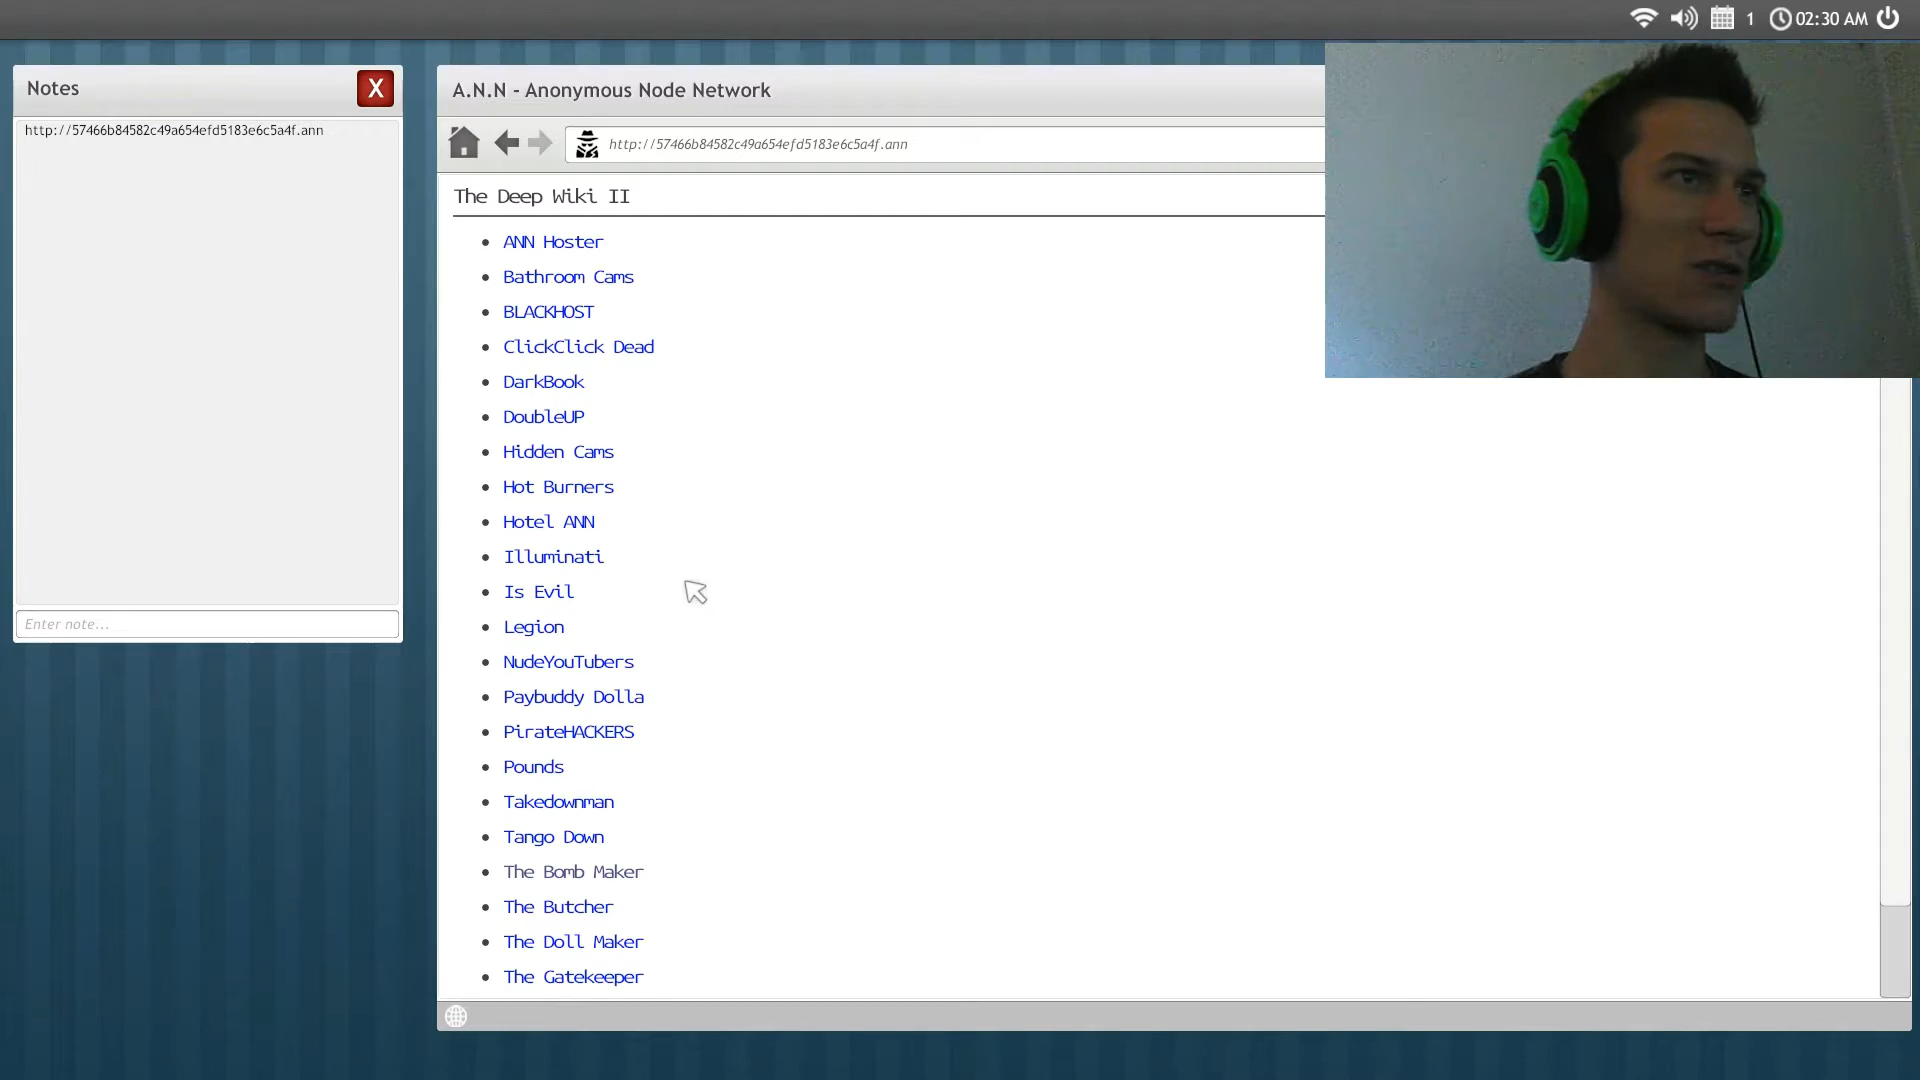 1 02:30 AM
Notes
X
http://57466b84582c49a654efd5183e6c5a4f.ann
Enter note...
A.N.N - Anonymous Node Network
http://57466b84582c49a654efd5183e6c5a4f.ann
The Deep Wiki II
ANN Hoster
Bathroom Cams
BLACKHOST
ClickClick Dead
DarkBook
DoubleUP
Hidden Cams
Hot Burners
Hotel ANN
Illuminati
Is Evil
Legion
NudeYouTubers
Paybuddy Dolla
PirateHACKERS
Pounds
Takedownman
Tango Down
The Bomb Maker
The Butcher
The Doll Maker
The Gatekeeper